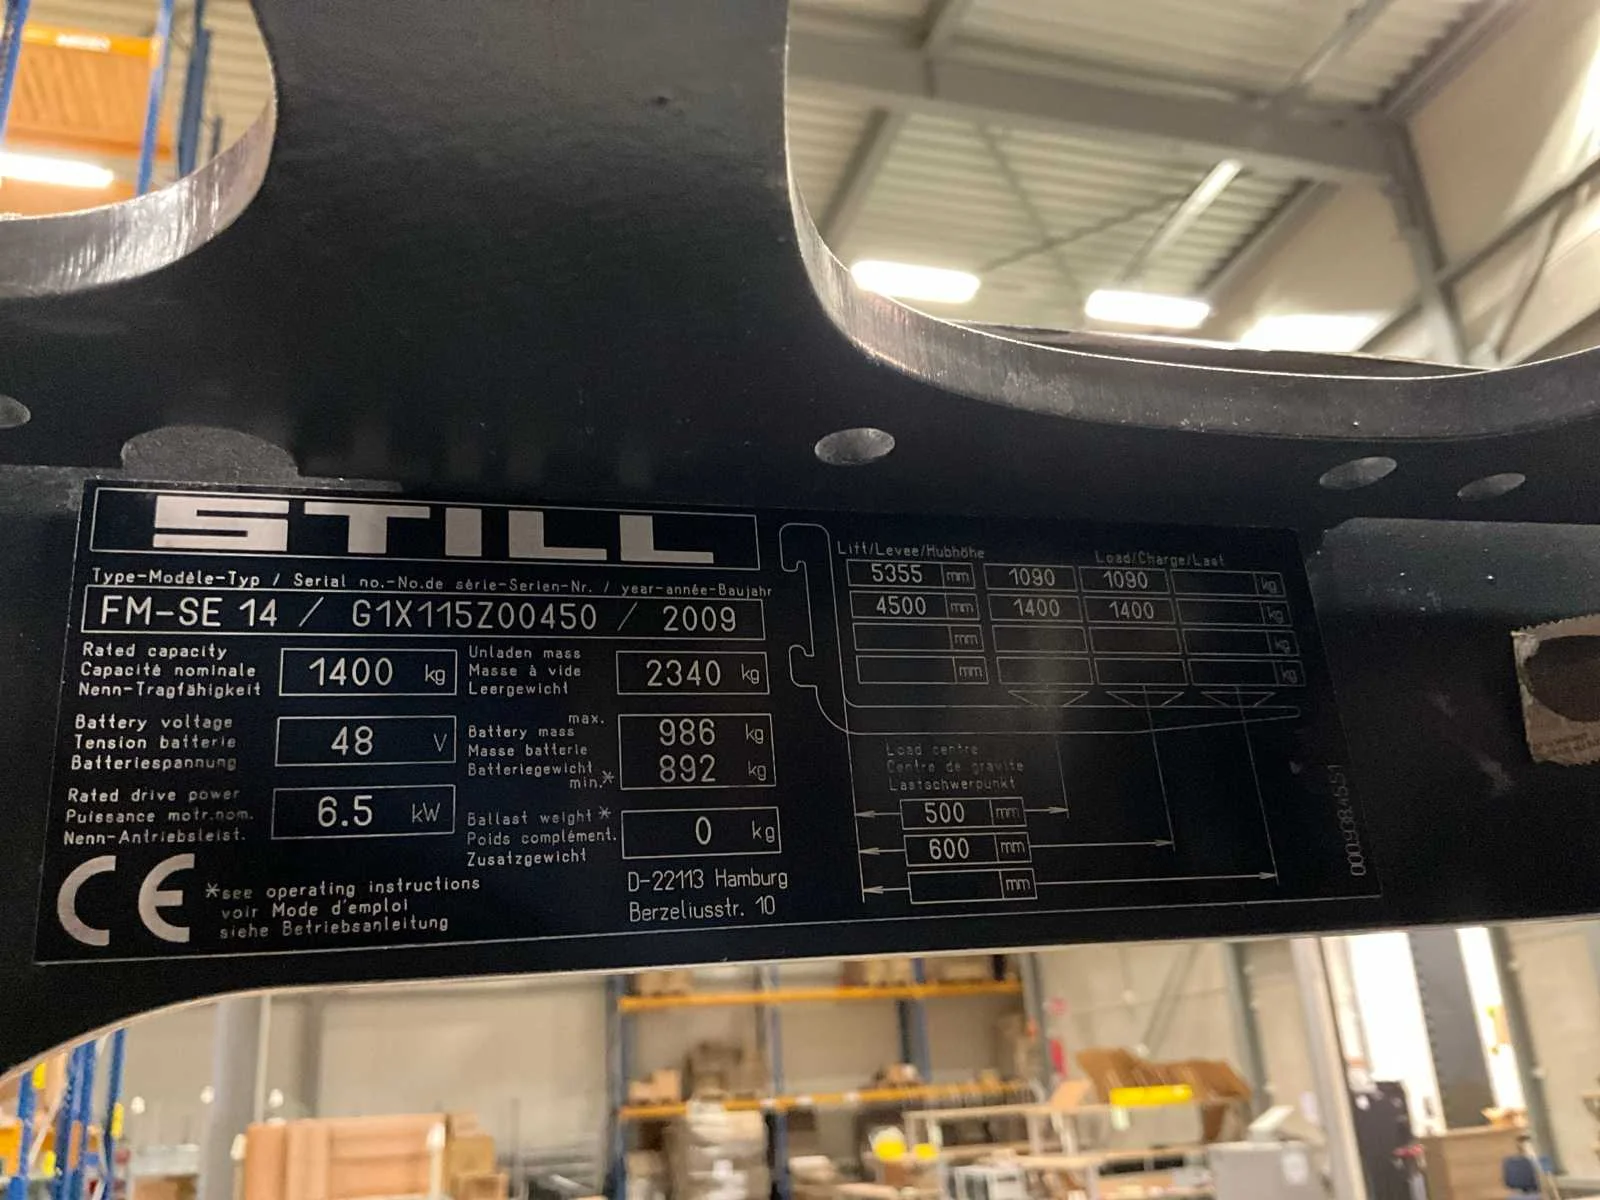 STILL
Type-Modèle-Typ / Serial no.-No.de série-Serien-Nr. / year-année-Baujahr
FM-SE 14 / G1X115Z00450 / 2009
Rated capacity
Capacité nominale
Nenn-Tragfähigkeit
1400 kg
Unladen mass
Masse à vide
Leergewicht
2340 kg
Battery voltage
Tension batterie
Batteriespannung
48 V
max.
Battery mass
Masse batterie
Batteriegewicht
min.*
986 kg
892 kg
Rated drive power
Puissance motr.nom.
Nenn-Antriebsleist.
6.5 kW
Ballast weight *
Poids complément.
Zusatzgewicht
0 kg
CE
*see operating instructions
voir Mode d'emploi
siehe Betriebsanleitung
D-22113 Hamburg
Berzeliusstr. 10
Lift/Levee/Hubhöhe Load/Charge/Last
5355 mm 1090 1090 kg
4500 mm 1400 1400 kg
mm kg
mm kg
Load centre
Centre de gravite
Lastschwerpunkt
500 mm
600 mm
mm